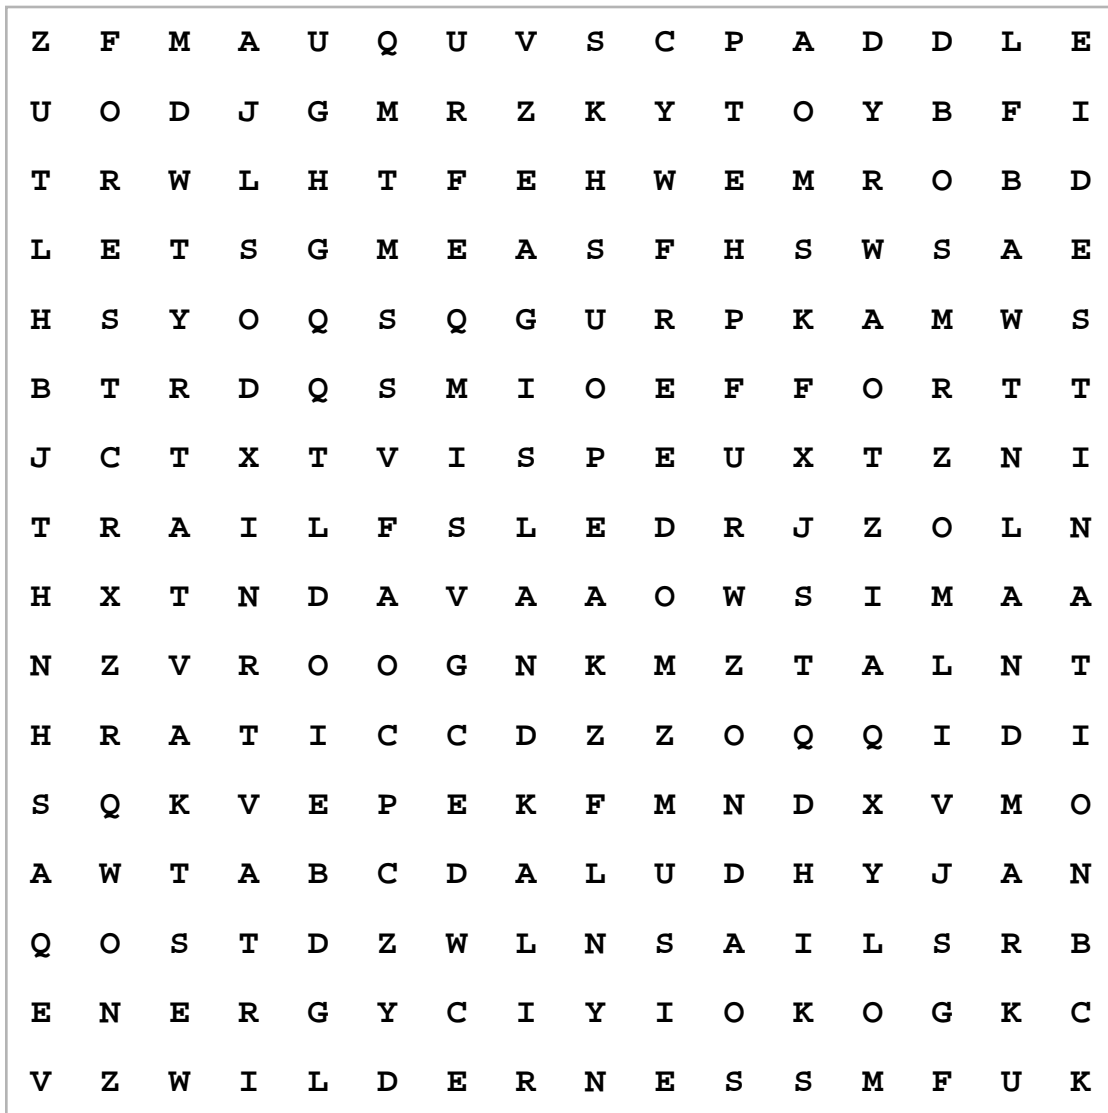 Z F M A U Q U V S C P A D D L E
U O D J G M R Z K Y T O Y B F I
T R W L H T F E H W E M R O B D
L E T S G M E A S F H S W S A E
H S Y O Q S Q G U R P K A M W S
B T R D Q S M I O E F F O R T T
J C T X T V I S P E U X T Z N I
T R A I L F S L E D R J Z O L N
H X T N D A V A A O W S I M A A
N Z V R O O G N K M Z T A L N T
H R A T I C C D Z Z O Q Q I D I
S Q K V E P E K F M N D X V M O
A W T A B C D A L U D H Y J A N
Q O S T D Z W L N S A I L S R B
E N E R G Y C I Y I O K O G K C
V Z W I L D E R N E S S M F U K